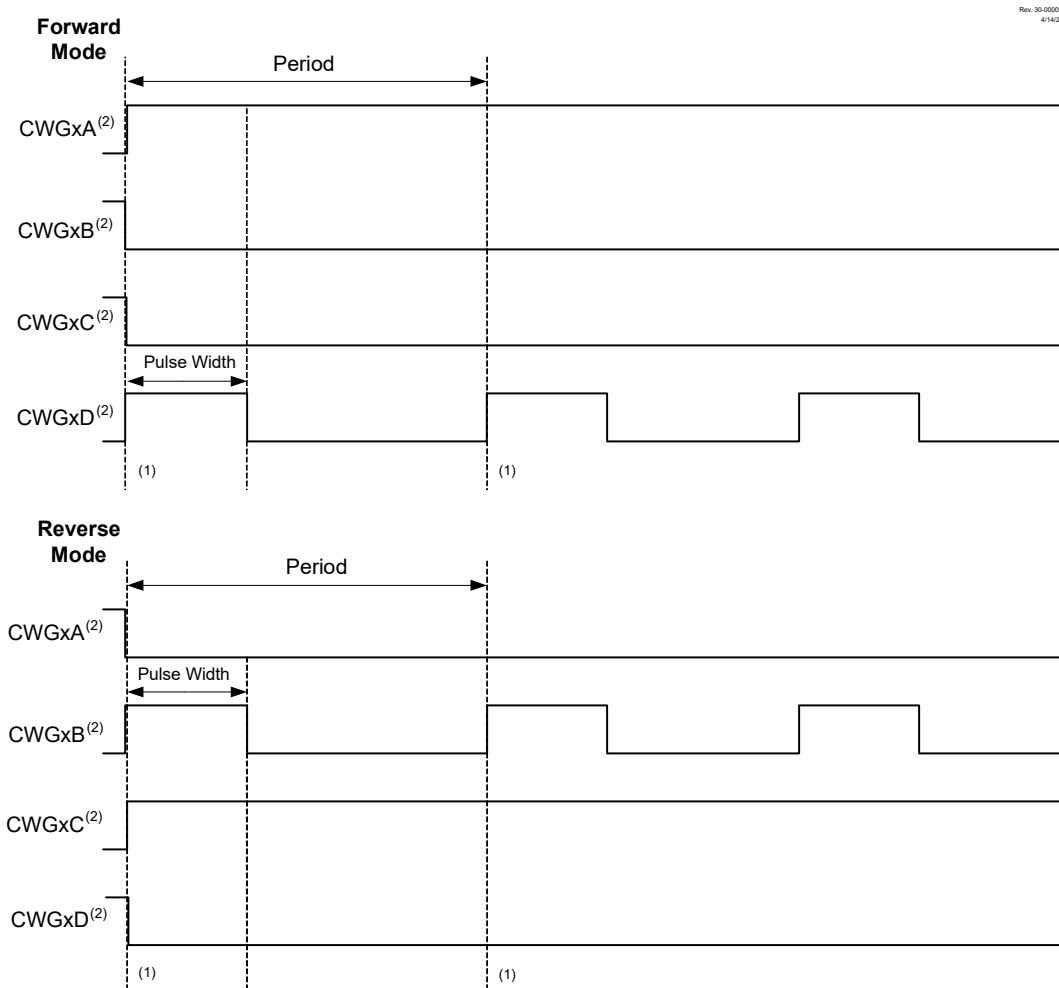 Rev. 30-0000
4/14/2
Forward
Mode
Period
CWGxA(2)
CWGxB(2)
CWGxC(2)
Pulse Width
CWGxD(2)
(1)
(1)
Reverse
Mode
Period
CWGxA(2)
Pulse Width
CWGxB(2)
CWGxC(2)
CWGxD(2)
(1)
(1)